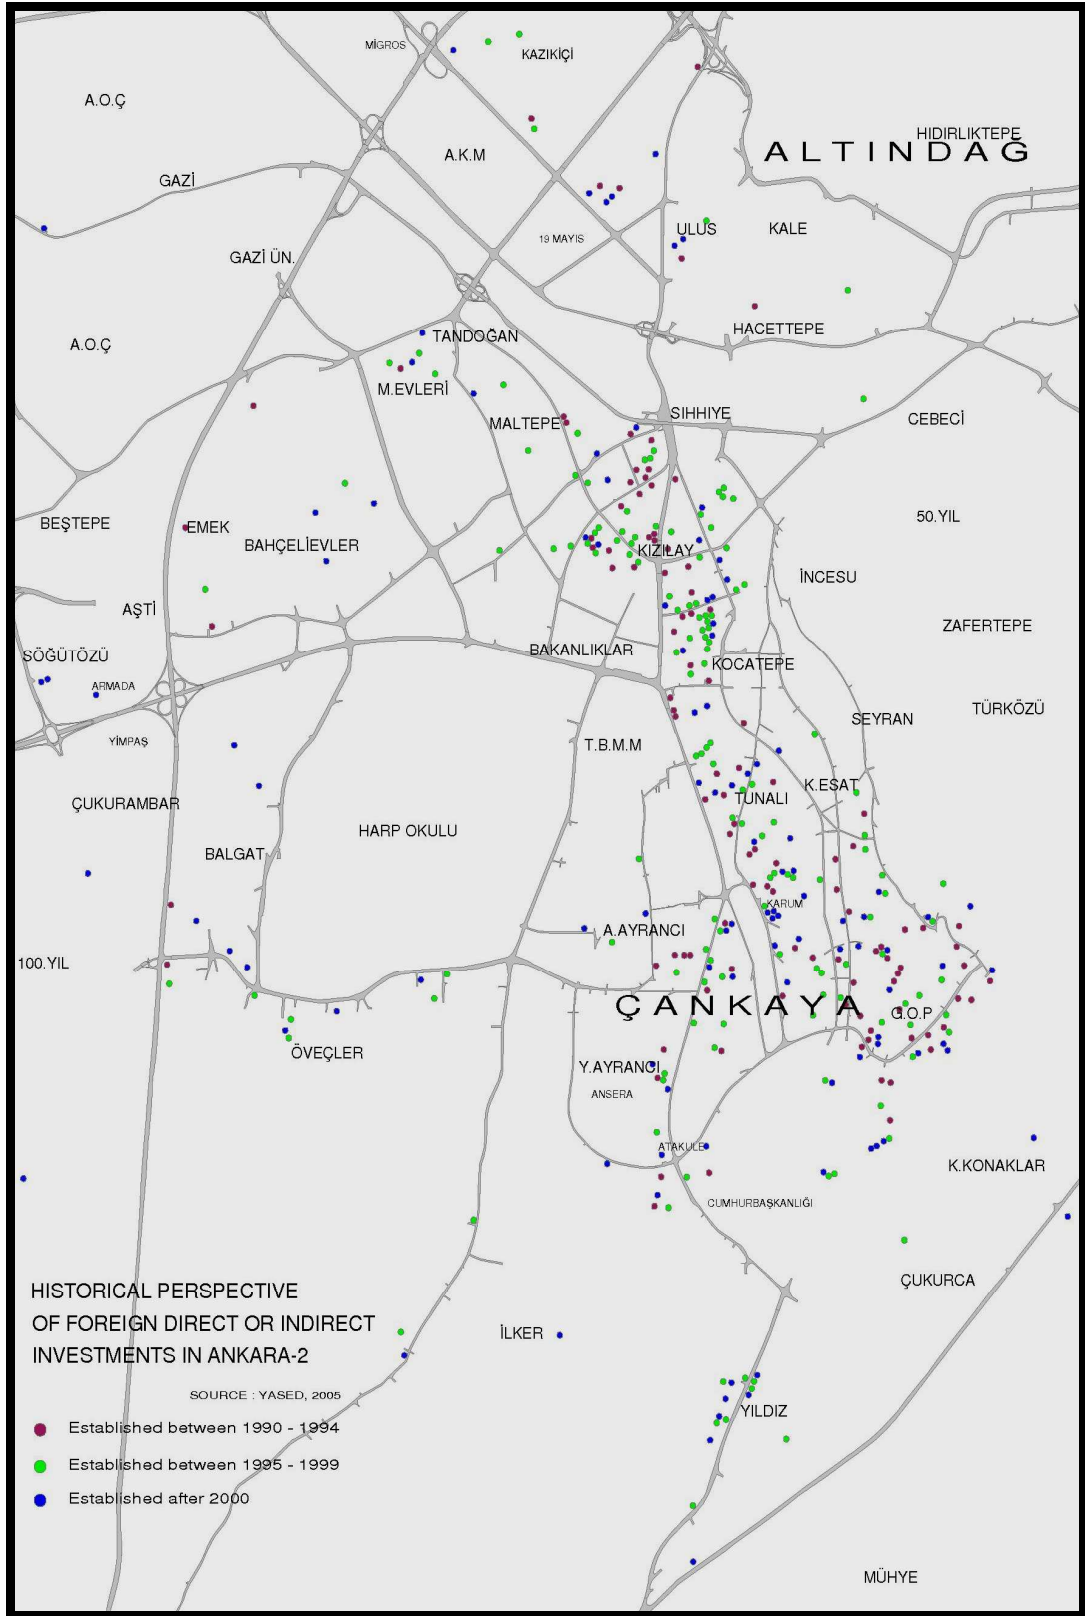 MİGROS
KAZIKİÇİ
A.O.Ç
HIDIRLIKTEPE
ALTINDAĞ
A.K.M
GAZİ
ULUS
KALE
19 MAYIS
GAZİ ÜN.
HACETTEPE
TANDOĞAN
A.O.Ç
M.EVLERİ
SIHHIYE
CEBECİ
MALTEPE
50.YIL
BEŞTEPE
EMEK
BAHÇELİEVLER
KIZILAY
İNCESU
AŞTİ
ZAFERTEPE
BAKANLIKLAR
SÖĞÜTÖZÜ
KOCATEPE
ARMADA
TÜRKÖZÜ
SEYRAN
YİMPAŞ
T.B.M.M
K.ESAT
TUNALI
ÇUKURAMBAR
HARP OKULU
BALGAT
KARUM
A.AYRANCI
100.YIL
ÇANKAYA
G.O.P
ÖVEÇLER
Y.AYRANCI
ANSERA
ATAKULE
K.KONAKLAR
CUMHURBAŞKANLIĞI
ÇUKURCA
HISTORICAL PERSPECTIVE
OF FOREIGN DIRECT OR INDIRECT
INVESTMENTS IN ANKARA-2
İLKER
SOURCE : YASED, 2005
YILDIZ
Established between 1990 - 1994
Established between 1995 - 1999
Established after 2000
MÜHYE